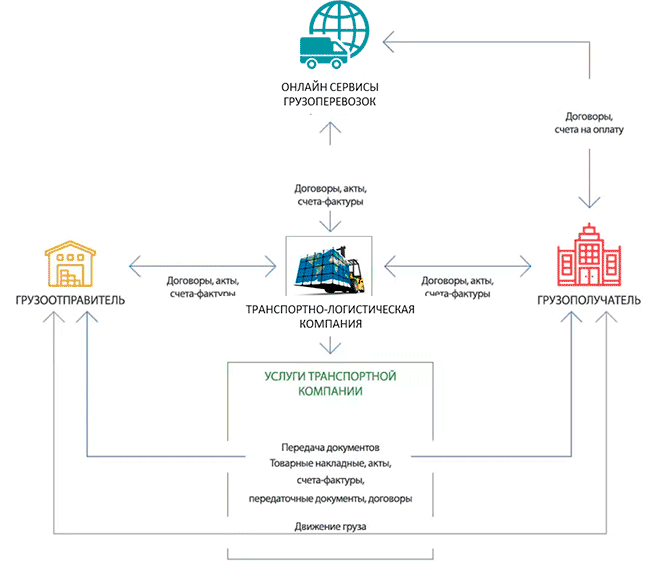 ОНЛАЙН СЕРВИСЫ
ГРУЗОПЕРЕВОЗОК
Договоры,
счета на оплату
Договоры, акты,
счета-фактуры
ГРУЗООТПРАВИТЕЛЬ
Договоры, акты,
счета-фактуры
Договоры, акты,
счета-фактуры
ГРУЗОПОЛУЧАТЕЛЬ
ТРАНСПОРТНО-ЛОГИСТИЧЕСКАЯ
КОМПАНИЯ
УСЛУГИ ТРАНСПОРТНОЙ
КОМПАНИИ
Передача документов
Товарные накладные, акты,
счета-фактуры,
передаточные документы, договоры
Движение груза